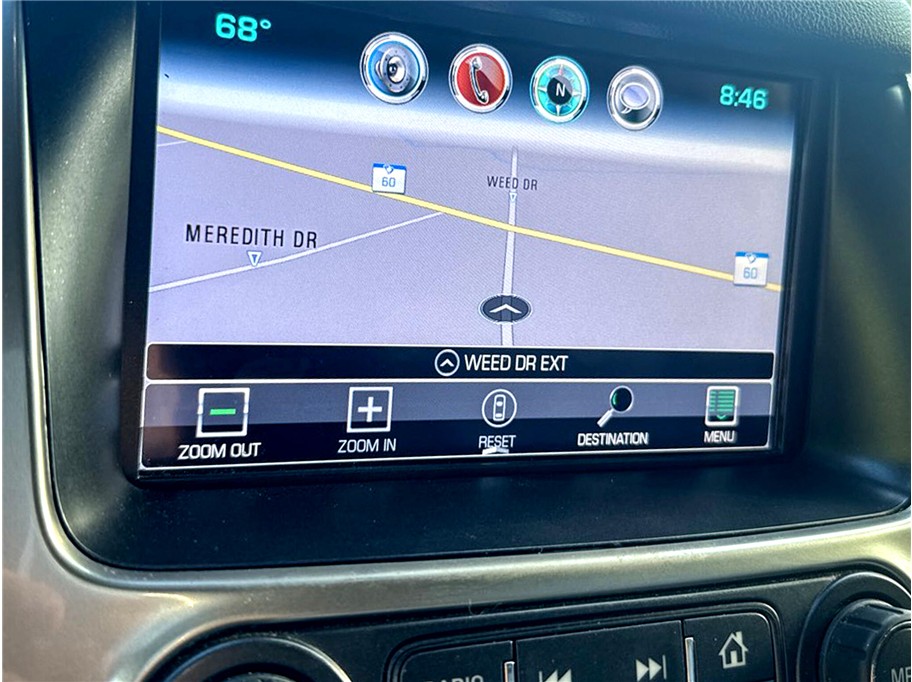 68°
N
8:46
60
WEED DR
MEREDITH DR
60
WEED DR EXT
ZOOM OUT
ZOOM IN
RESET
DESTINATION
MENU
RADIO